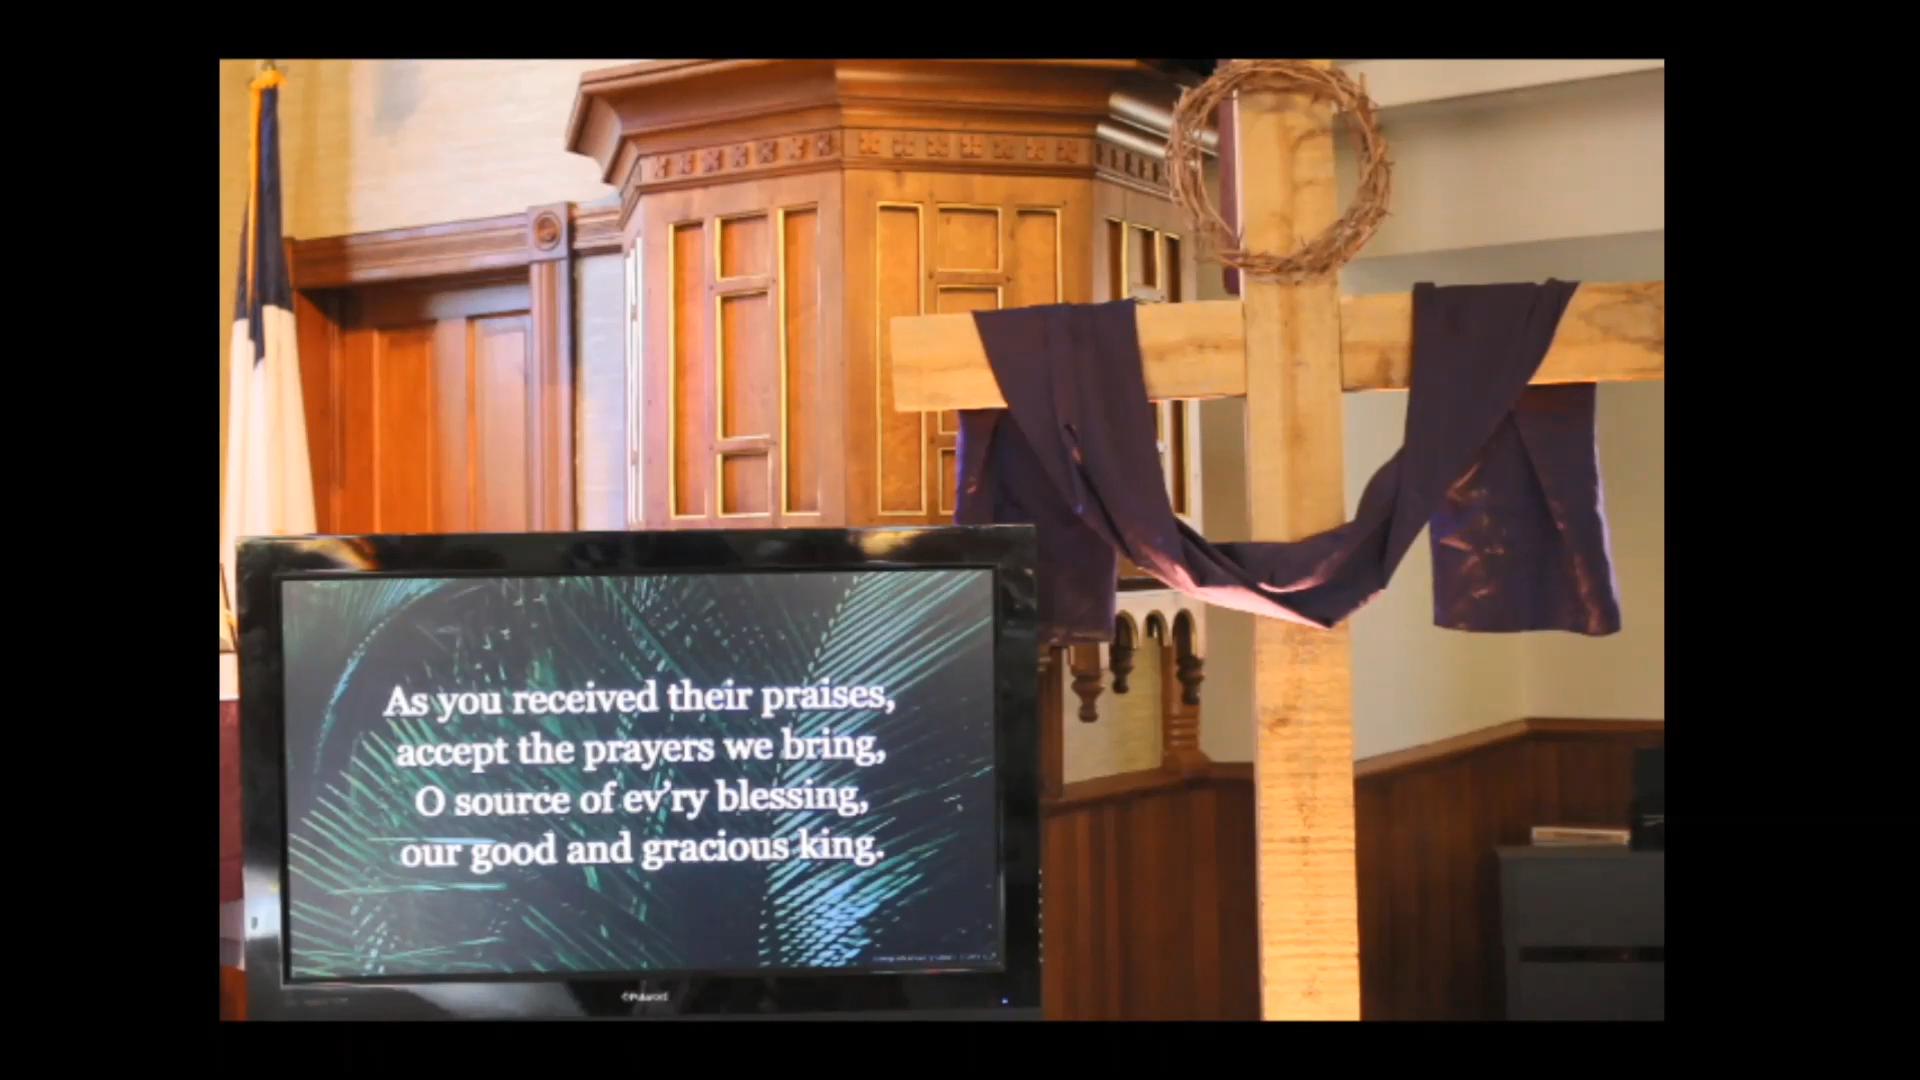 As you received their praises,
accept the prayers we bring,
O source of ev'ry blessing,
our good and gracious king.
Polaroid